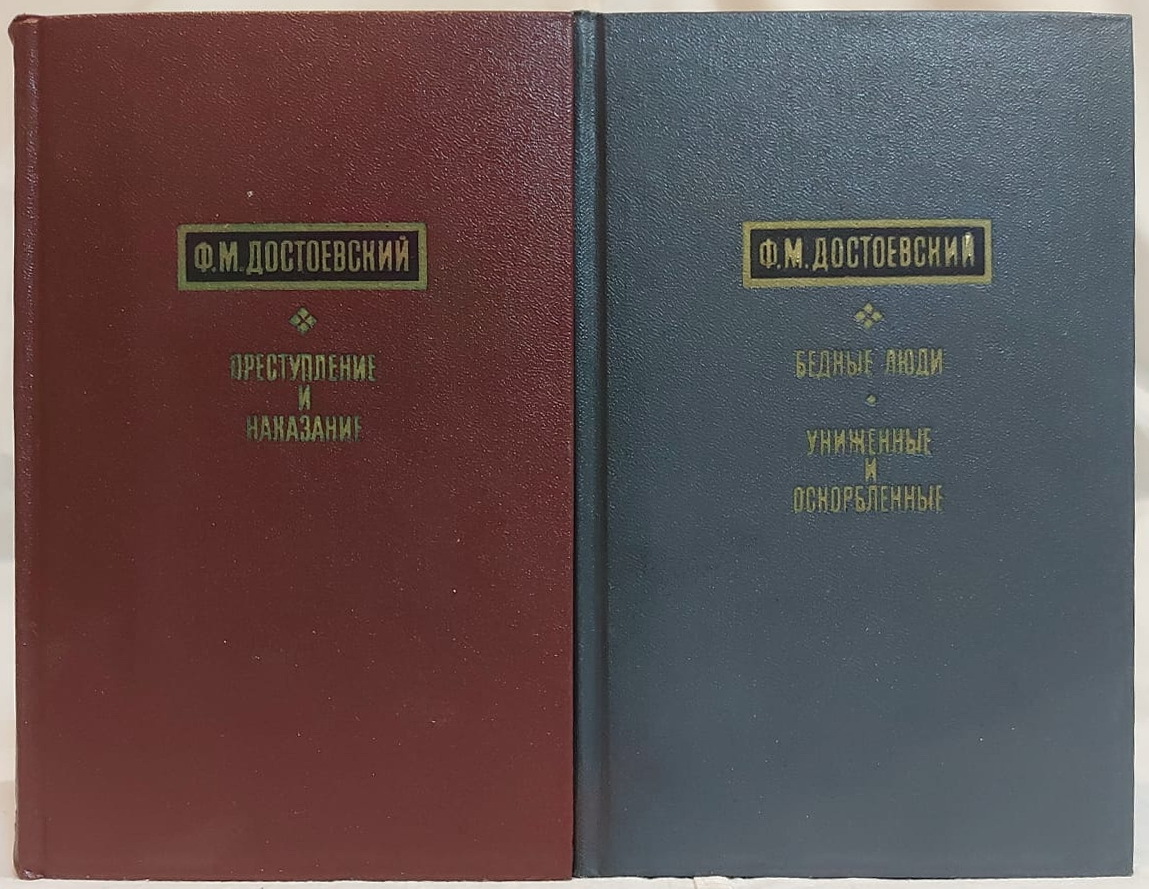 Ф.М.ДОСТОЕВСКИЙ
ПРЕСТУПЛЕНИЕ
И
НАКАЗАНИЕ
Ф.М.ДОСТОЕВСКИЙ
БЕДНЫЕ ЛЮДИ
УНИЖЕННЫЕ
И
ОСКОРБЛЕННЫЕ